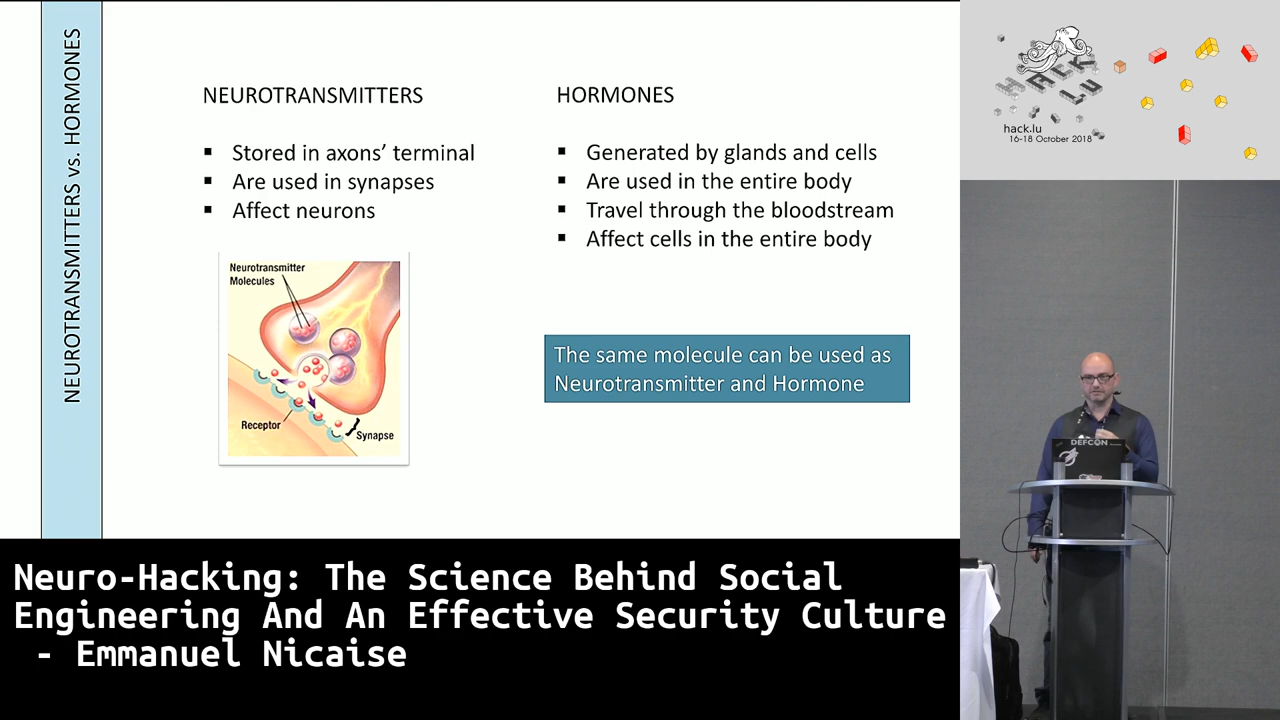 NEUROTRANSMITTERS vs. HORMONES
NEUROTRANSMITTERS
▪ Stored in axons’ terminal
▪ Are used in synapses
▪ Affect neurons
Neurotransmitter
Molecules
Receptor
Synapse
HORMONES
▪ Generated by glands and cells
▪ Are used in the entire body
▪ Travel through the bloodstream
▪ Affect cells in the entire body
The same molecule can be used as
Neurotransmitter and Hormone
HACK
LU
hack.lu
16-18 October 2018
DEFCON
Neuro-Hacking: The Science Behind Social
Engineering And An Effective Security Culture
- Emmanuel Nicaise